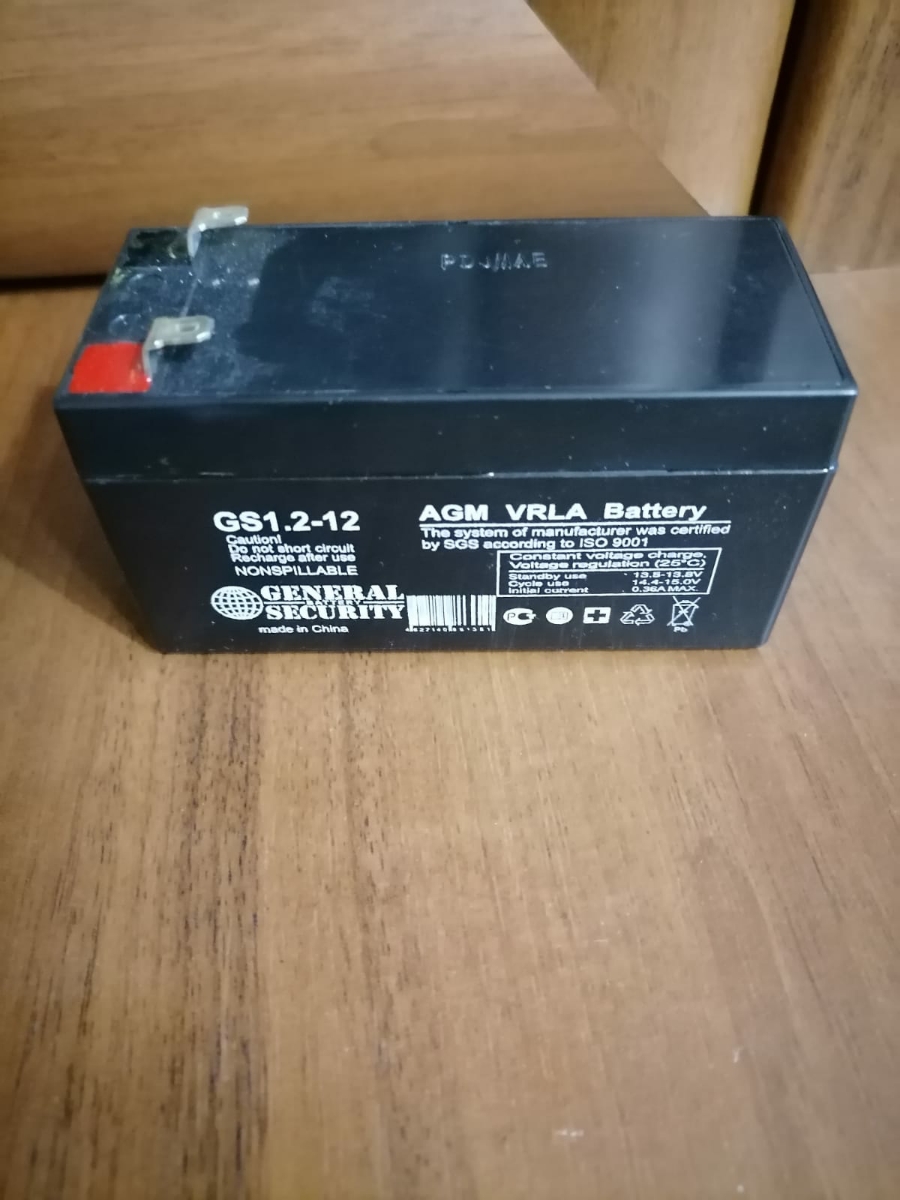 GS1.2-12
Caution!
Do not short circuit
Recharge after use
NONSPILLABLE
GENERAL
BATTERY
SECURITY
made in China
AGM VRLA Battery
The system of manufacturer was certified
by SGS according to ISO 9001
Constant voltage charge,
Voltage regulation (25°C)
Standby use · 13.5-13.8V
Cycle use · 14.4-15.0V
Initial current · 0.36A MAX.
Pb